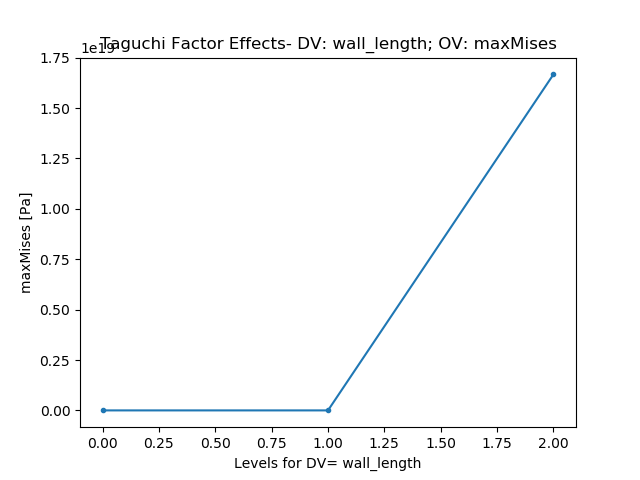 Taguchi Factor Effects- DV: wall_length; OV: maxMises
1e19
1.75
1.50
1.25
1.00
0.75
0.50
0.25
0.00
maxMises [Pa]
0.00 0.25 0.50 0.75 1.00 1.25 1.50 1.75 2.00
Levels for DV= wall_length